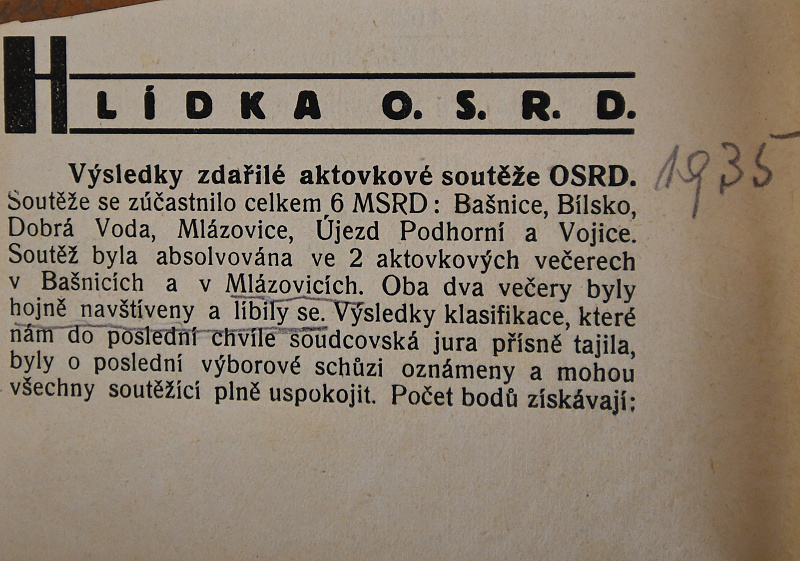 HLÍDKA O. S. R. D.
Výsledky zdařilé aktovkové soutěže OSRD.
1935
Soutěže se zúčastnilo celkem 6 MSRD: Bašnice, Bílsko,
Dobrá Voda, Mlázovice, Újezd Podhorní a Vojice.
Soutěž byla absolvována ve 2 aktovkových večerech
v Bašnicích a v Mlázovicích. Oba dva večery byly
hojně navštíveny a líbily se. Výsledky klasifikace, které
nám do poslední chvíle soudcovská jura přísně tajila,
byly o poslední výborové schůzi oznámeny a mohou
všechny soutěžící plně uspokojit. Počet bodů získávají: